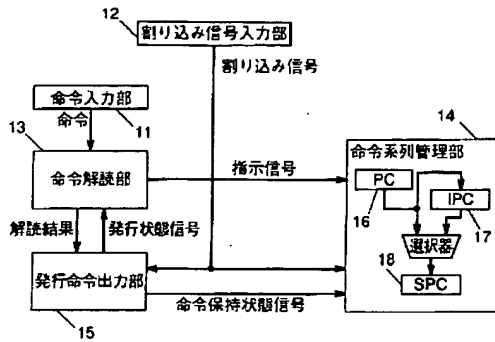 12
割り込み信号入力部
割り込み信号
命令入力部
11
命令
13
命令解読部
指示信号
14
命令系列管理部
PC
16
IPC
17
選択器
18
SPC
解読結果
発行状態信号
発行命令出力部
命令保持状態信号
15